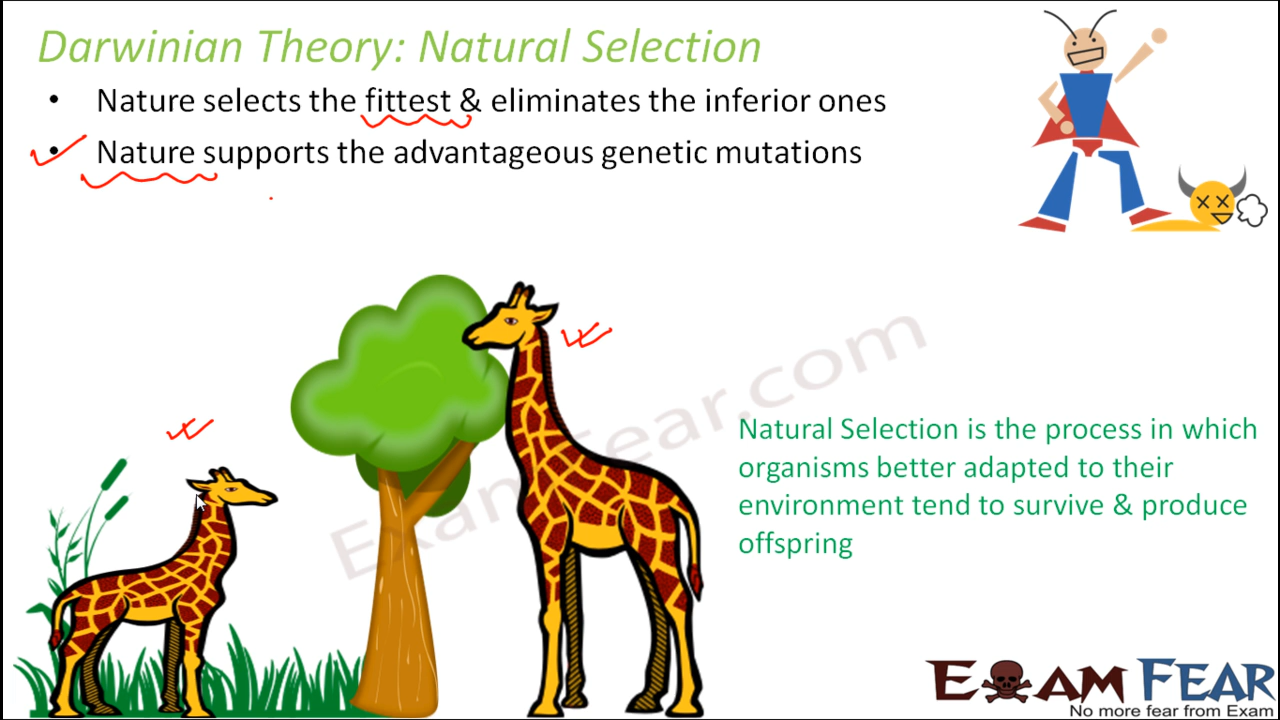 Darwinian Theory: Natural Selection
• Nature selects the fittest & eliminates the inferior ones
• Nature supports the advantageous genetic mutations
ExamFear.com
Natural Selection is the process in which
organisms better adapted to their
environment tend to survive & produce
offspring
EXAM FEAR
No more fear from Exam